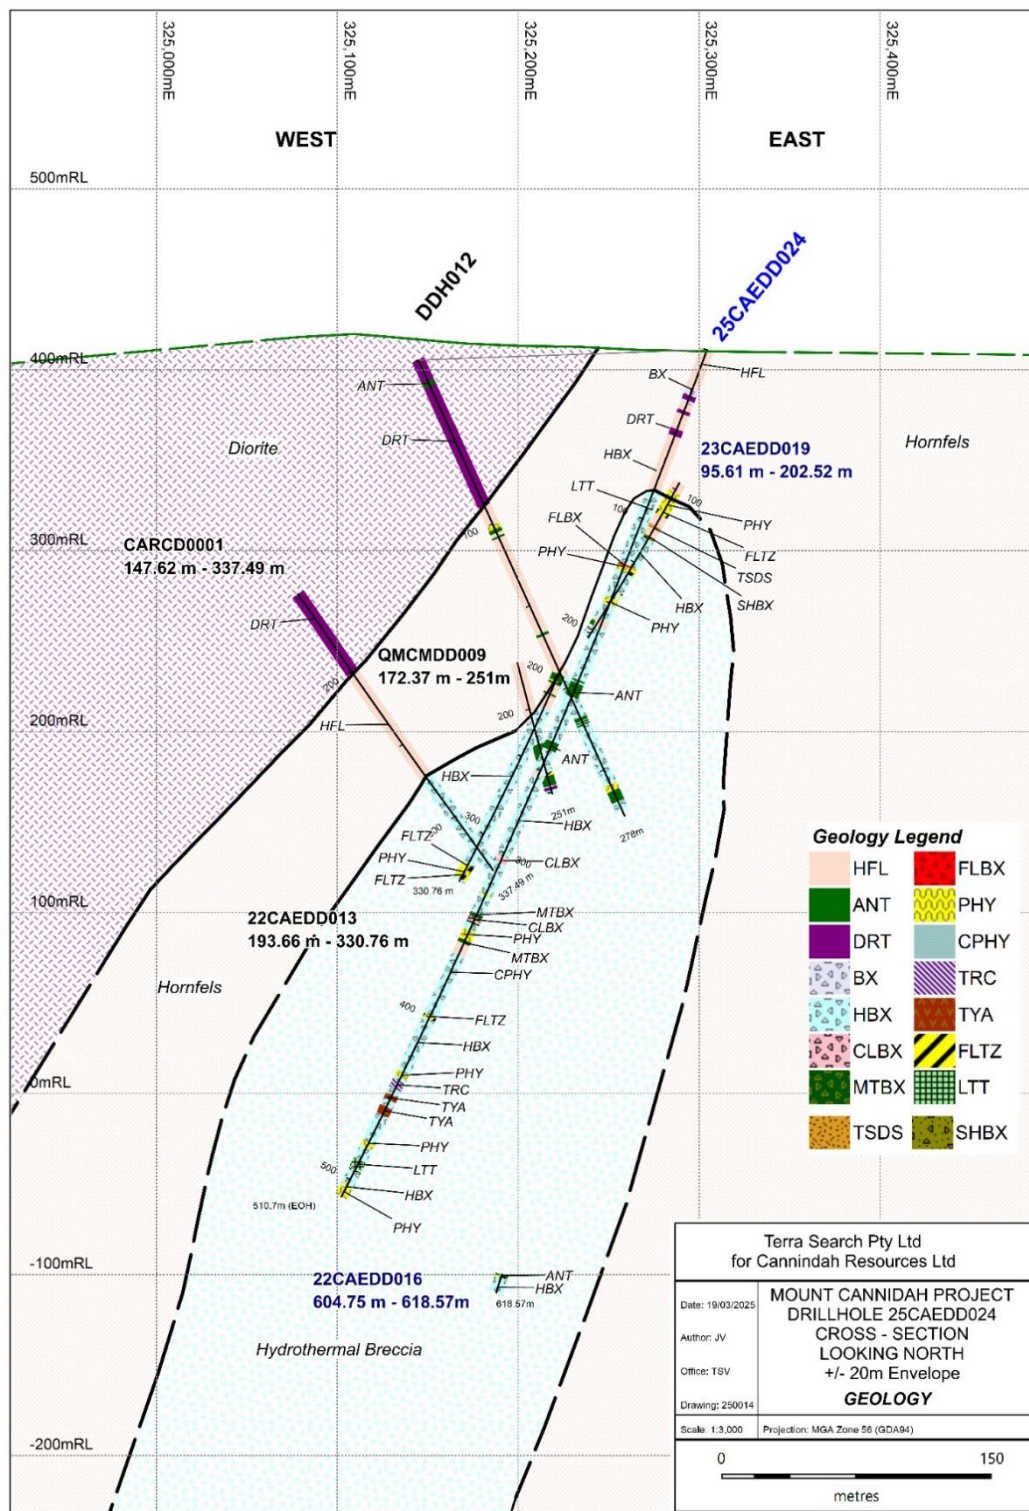 325,000mE
325,100mE
325,200mE
325,300mE
325,400mE
WEST
EAST
500mRL
DDH012
25CAEDD024
400mRL
ANT
BX
HFL
DRT
DRT
Diorite
23CAEDD019
95.61 m - 202.52 m
Hornfels
HBX
LTT
100
100
PHY
FLBX
300mRL
100
FLTZ
CARCD0001
147.62 m - 337.49 m
PHY
TSDS
SHBX
HBX
DRT
PHY
200
QMCMDD009
172.37 m - 251m
200
200
ANT
200mRL
HFL
200
ANT
HBX
251m
278m
HBX
300
200
FLTZ
PHY
FLTZ
300
CLBX
330.76 m
337.49 m
100mRL
22CAEDD013
193.66 m - 330.76 m
MTBX
CLBX
PHY
MTBX
CPHY
Hornfels
400
FLTZ
HBX
0mRL
PHY
TRC
TYA
TYA
PHY
500
LTT
HBX
510.7m (EOH)
PHY
-100mRL
22CAEDD016
604.75 m - 618.57m
ANT
HBX
618.57m
Hydrothermal Breccia
-200mRL
Geology Legend
HFL FLBX
ANT PHY
DRT CPHY
BX TRC
HBX TYA
CLBX FLTZ
MTBX LTT
TSDS SHBX
Terra Search Pty Ltd
for Cannindah Resources Ltd
Date: 19/03/2025
Author: JV
Office: TSV
Drawing: 250014
MOUNT CANNIDAH PROJECT
DRILLHOLE 25CAEDD024
CROSS - SECTION
LOOKING NORTH
+/- 20m Envelope
GEOLOGY
Scale: 1:3,000 Projection: MGA Zone 56 (GDA94)
0 150
metres